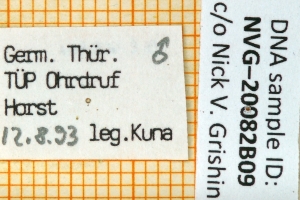 Germ. Thür. ♂
TÜP Ohrdruf
Horst
12.8.93 leg.Kuna
DNA sample ID:
NVG-20082B09
c/o Nick V. Grishin